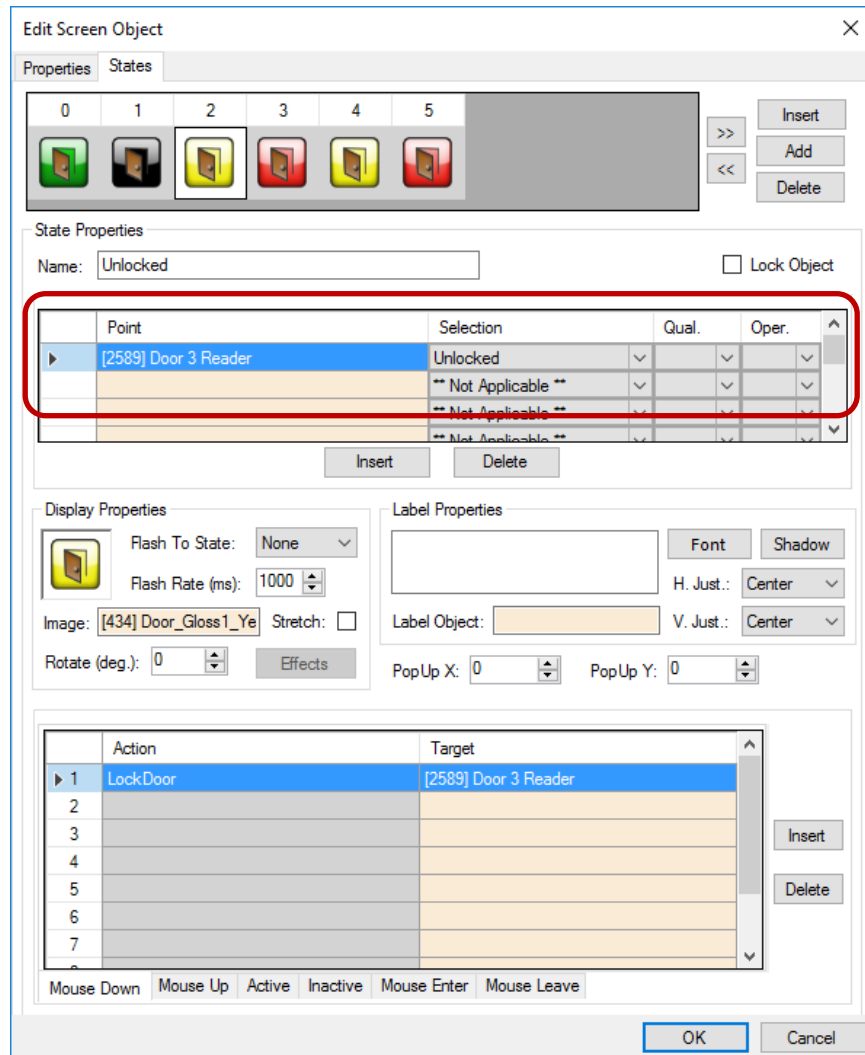 Edit Screen Object
Properties States
0 1 2 3 4 5
>> Insert
<< Add
Delete
State Properties
Name: Unlocked Lock Object
Point Selection Qual. Oper.
[2589] Door 3 Reader Unlocked
** Not Applicable **
** Not Applicable **
** Not Applicable **
Insert Delete
Display Properties Label Properties
Flash To State: None Font Shadow
Flash Rate (ms): 1000 H. Just.: Center
Image: [434] Door_Gloss1_Ye Stretch: Label Object: V. Just.: Center
Rotate (deg.): 0 Effects PopUp X: 0 PopUp Y: 0
Action Target
1 LockDoor [2589] Door 3 Reader
2
3
4
5
6
7
Insert
Delete
Mouse Down Mouse Up Active Inactive Mouse Enter Mouse Leave
OK Cancel